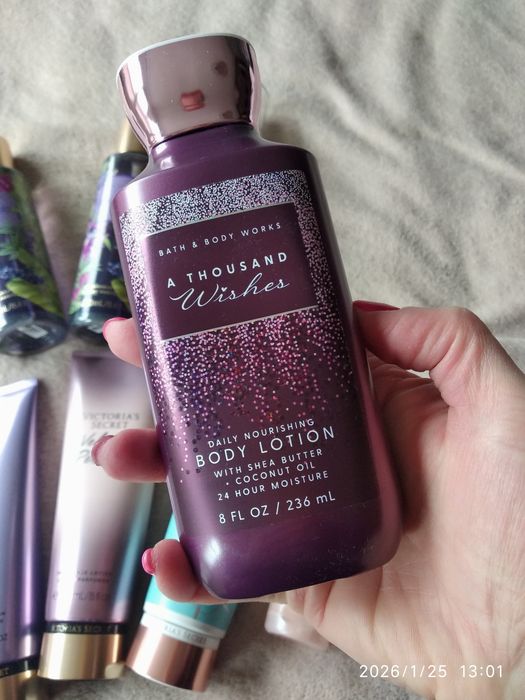 BATH & BODY WORKS
A THOUSAND
Wishes
DAILY NOURISHING
BODY LOTION
WITH SHEA BUTTER
+ COCONUT OIL
24 HOUR MOISTURE
8 FL OZ / 236 mL
VICTORIA'S
SECRET
2026/1/25 13:01